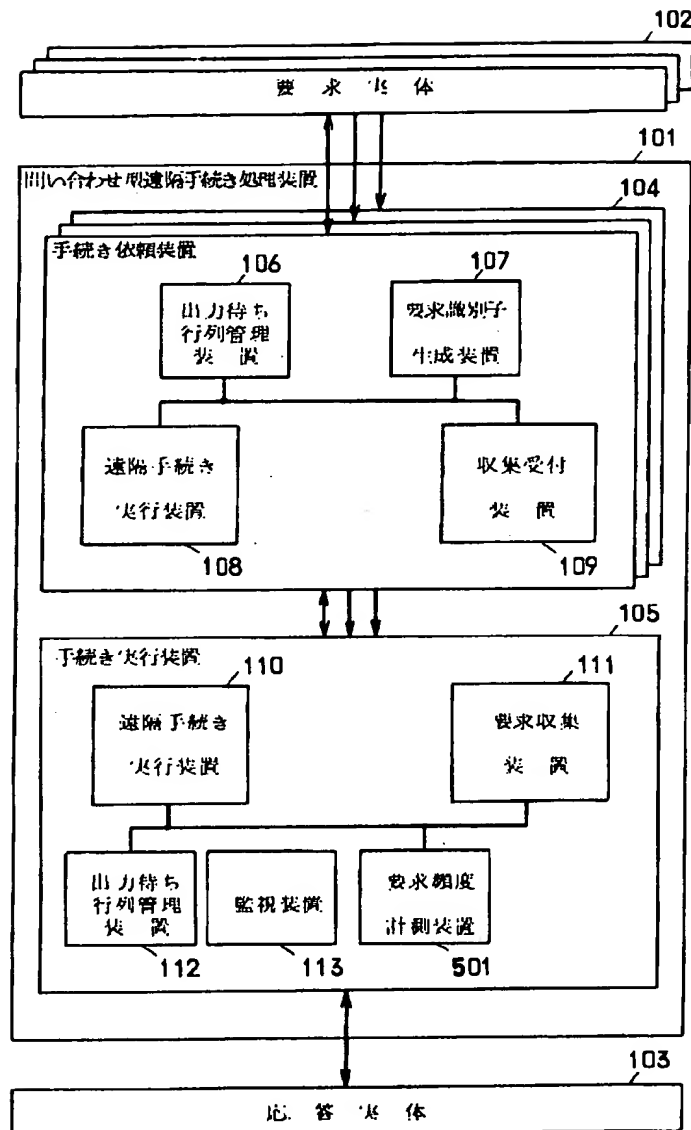 102
要求実体
101
問い合わせ型遠隔手続き処理装置
104
手続き依頼装置
106
出力待ち
行列管理
装置
107
要求識別子
生成装置
遠隔手続き
実行装置
108
収集受付
装置
109
105
手続き実行装置
110
遠隔手続き
実行装置
111
要求収集
装置
出力待ち
行列管理
装置
112
監視装置
113
要求頻度
計測装置
501
103
応答実体